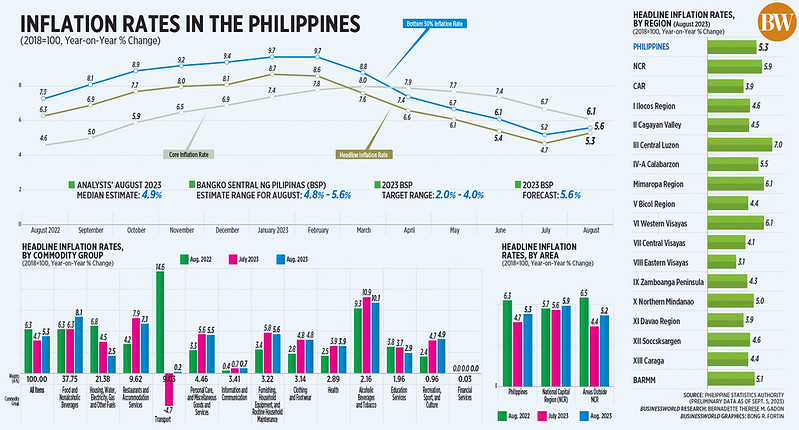 INFLATION RATES IN THE PHILIPPINES
(2018=100, Year-on-Year % Change)
Bottom 30% Inflation Rate
7.3 8.1 8.9 9.2 9.4 9.7 9.7 8.8 7.4 6.7 6.1 5.2 5.6
6.3 6.9 7.7 8.0 8.1 8.7 8.6 7.6 6.6 6.1 5.4 4.7 5.3
4.6 5.0 5.9 6.5 6.9 7.4 7.8 8.0 7.9 7.7 7.4 6.7 6.1
Core Inflation Rate
Headline Inflation Rate
8
6
4
2
0
ANALYSTS' AUGUST 2023
MEDIAN ESTIMATE: 4.9%
BANGKO SENTRAL NG PILIPINAS (BSP)
ESTIMATE RANGE FOR AUGUST: 4.8% – 5.6%
2023 BSP
TARGET RANGE: 2.0% – 4.0%
2023 BSP
FORECAST: 5.6%
August 2022 September October November December January 2023 February March April May June July August
HEADLINE INFLATION RATES,
BY COMMODITY GROUP
(2018=100, Year-on-Year % Change)
Aug. 2022 July 2023 Aug. 2023
6.3 4.7 5.3
6.3 6.3 8.1
6.8 4.5 2.5
4.2 7.9 7.1
14.6 -4.7 0.2
3.3 5.6 5.5
0.4 0.7 0.7
3.4 5.8 5.6
2.8 4.8 4.8
2.5 3.9 3.9
9.3 10.9 10.1
3.8 3.7 2.9
2.4 4.7 4.9
0.0 0.0 0.0
Weights
(in %)
100.00 37.75 21.38 9.62 9.03 4.46 3.41 3.22 3.14 2.89 2.16 1.96 0.96 0.03
Commodity
Group
All Items
Food and
Nonalcoholic
Beverages
Housing, Water,
Electricity, Gas
and Other Fuels
Restaurants and
Accommodation
Services
Transport
Personal Care,
and Miscellaneous
Goods and
Services
Information and
Communication
Furnishing,
Household
Equipment, and
Routine Household
Maintenance
Clothing and
Footwear
Health
Alcoholic
Beverages
and Tobacco
Education
Services
Recreation,
Sport, and
Culture
Financial
Services
HEADLINE INFLATION
RATES, BY AREA
(2018=100, Year-on-Year % Change)
6.3 4.7 5.3
5.7 5.6 5.9
6.5 4.4 5.2
Philippines
National Capital
Region (NCR)
Areas Outside
NCR
Aug. 2022 July 2023 Aug. 2023
HEADLINE INFLATION RATES,
BY REGION (August 2023)
(2018=100, Year-on-Year % Change)
BW
PHILIPPINES 5.3
NCR 5.9
CAR 3.9
I Ilocos Region 4.6
II Cagayan Valley 4.5
III Central Luzon 7.0
IV-A Calabarzon 5.5
Mimaropa Region 6.1
V Bicol Region 4.4
VI Western Visayas 6.1
VII Central Visayas 4.1
VIII Eastern Visayas 3.1
IX Zamboanga Peninsula 4.3
X Northern Mindanao 5.0
XI Davao Region 3.9
XII Soccsksargen 4.6
XIII Caraga 4.4
BARMM 5.1
SOURCE: PHILIPPINE STATISTICS AUTHORITY
(PRELIMINARY DATA AS OF SEPT. 5, 2023)
BUSINESSWORLD RESEARCH: BERNADETTE THERESE M. GADON
BUSINESSWORLD GRAPHICS: BONG R. FORTIN